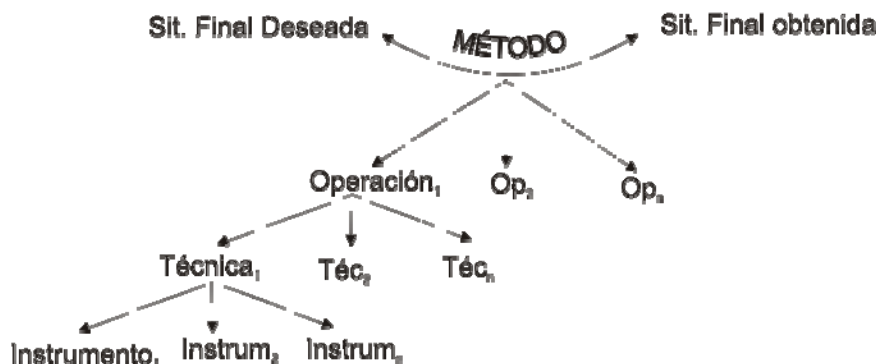 Sit. Final Deseada MÉTODO Sit. Final obtenida
Operación₁ Op₂ Opₙ
Técnica₁ Téc₂ Técₙ
Instrumento₁ Instrum₂ Instrumₙ